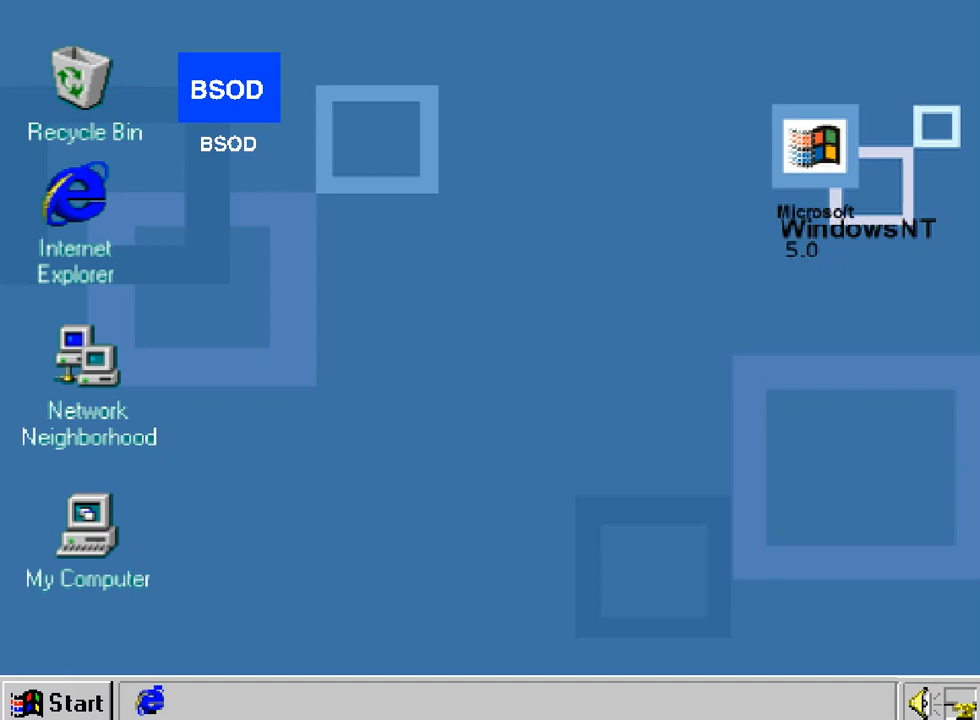 Recycle Bin
BSOD
BSOD
Internet
Explorer
Network
Neighborhood
My Computer
Microsoft
WindowsNT
5.0
Start